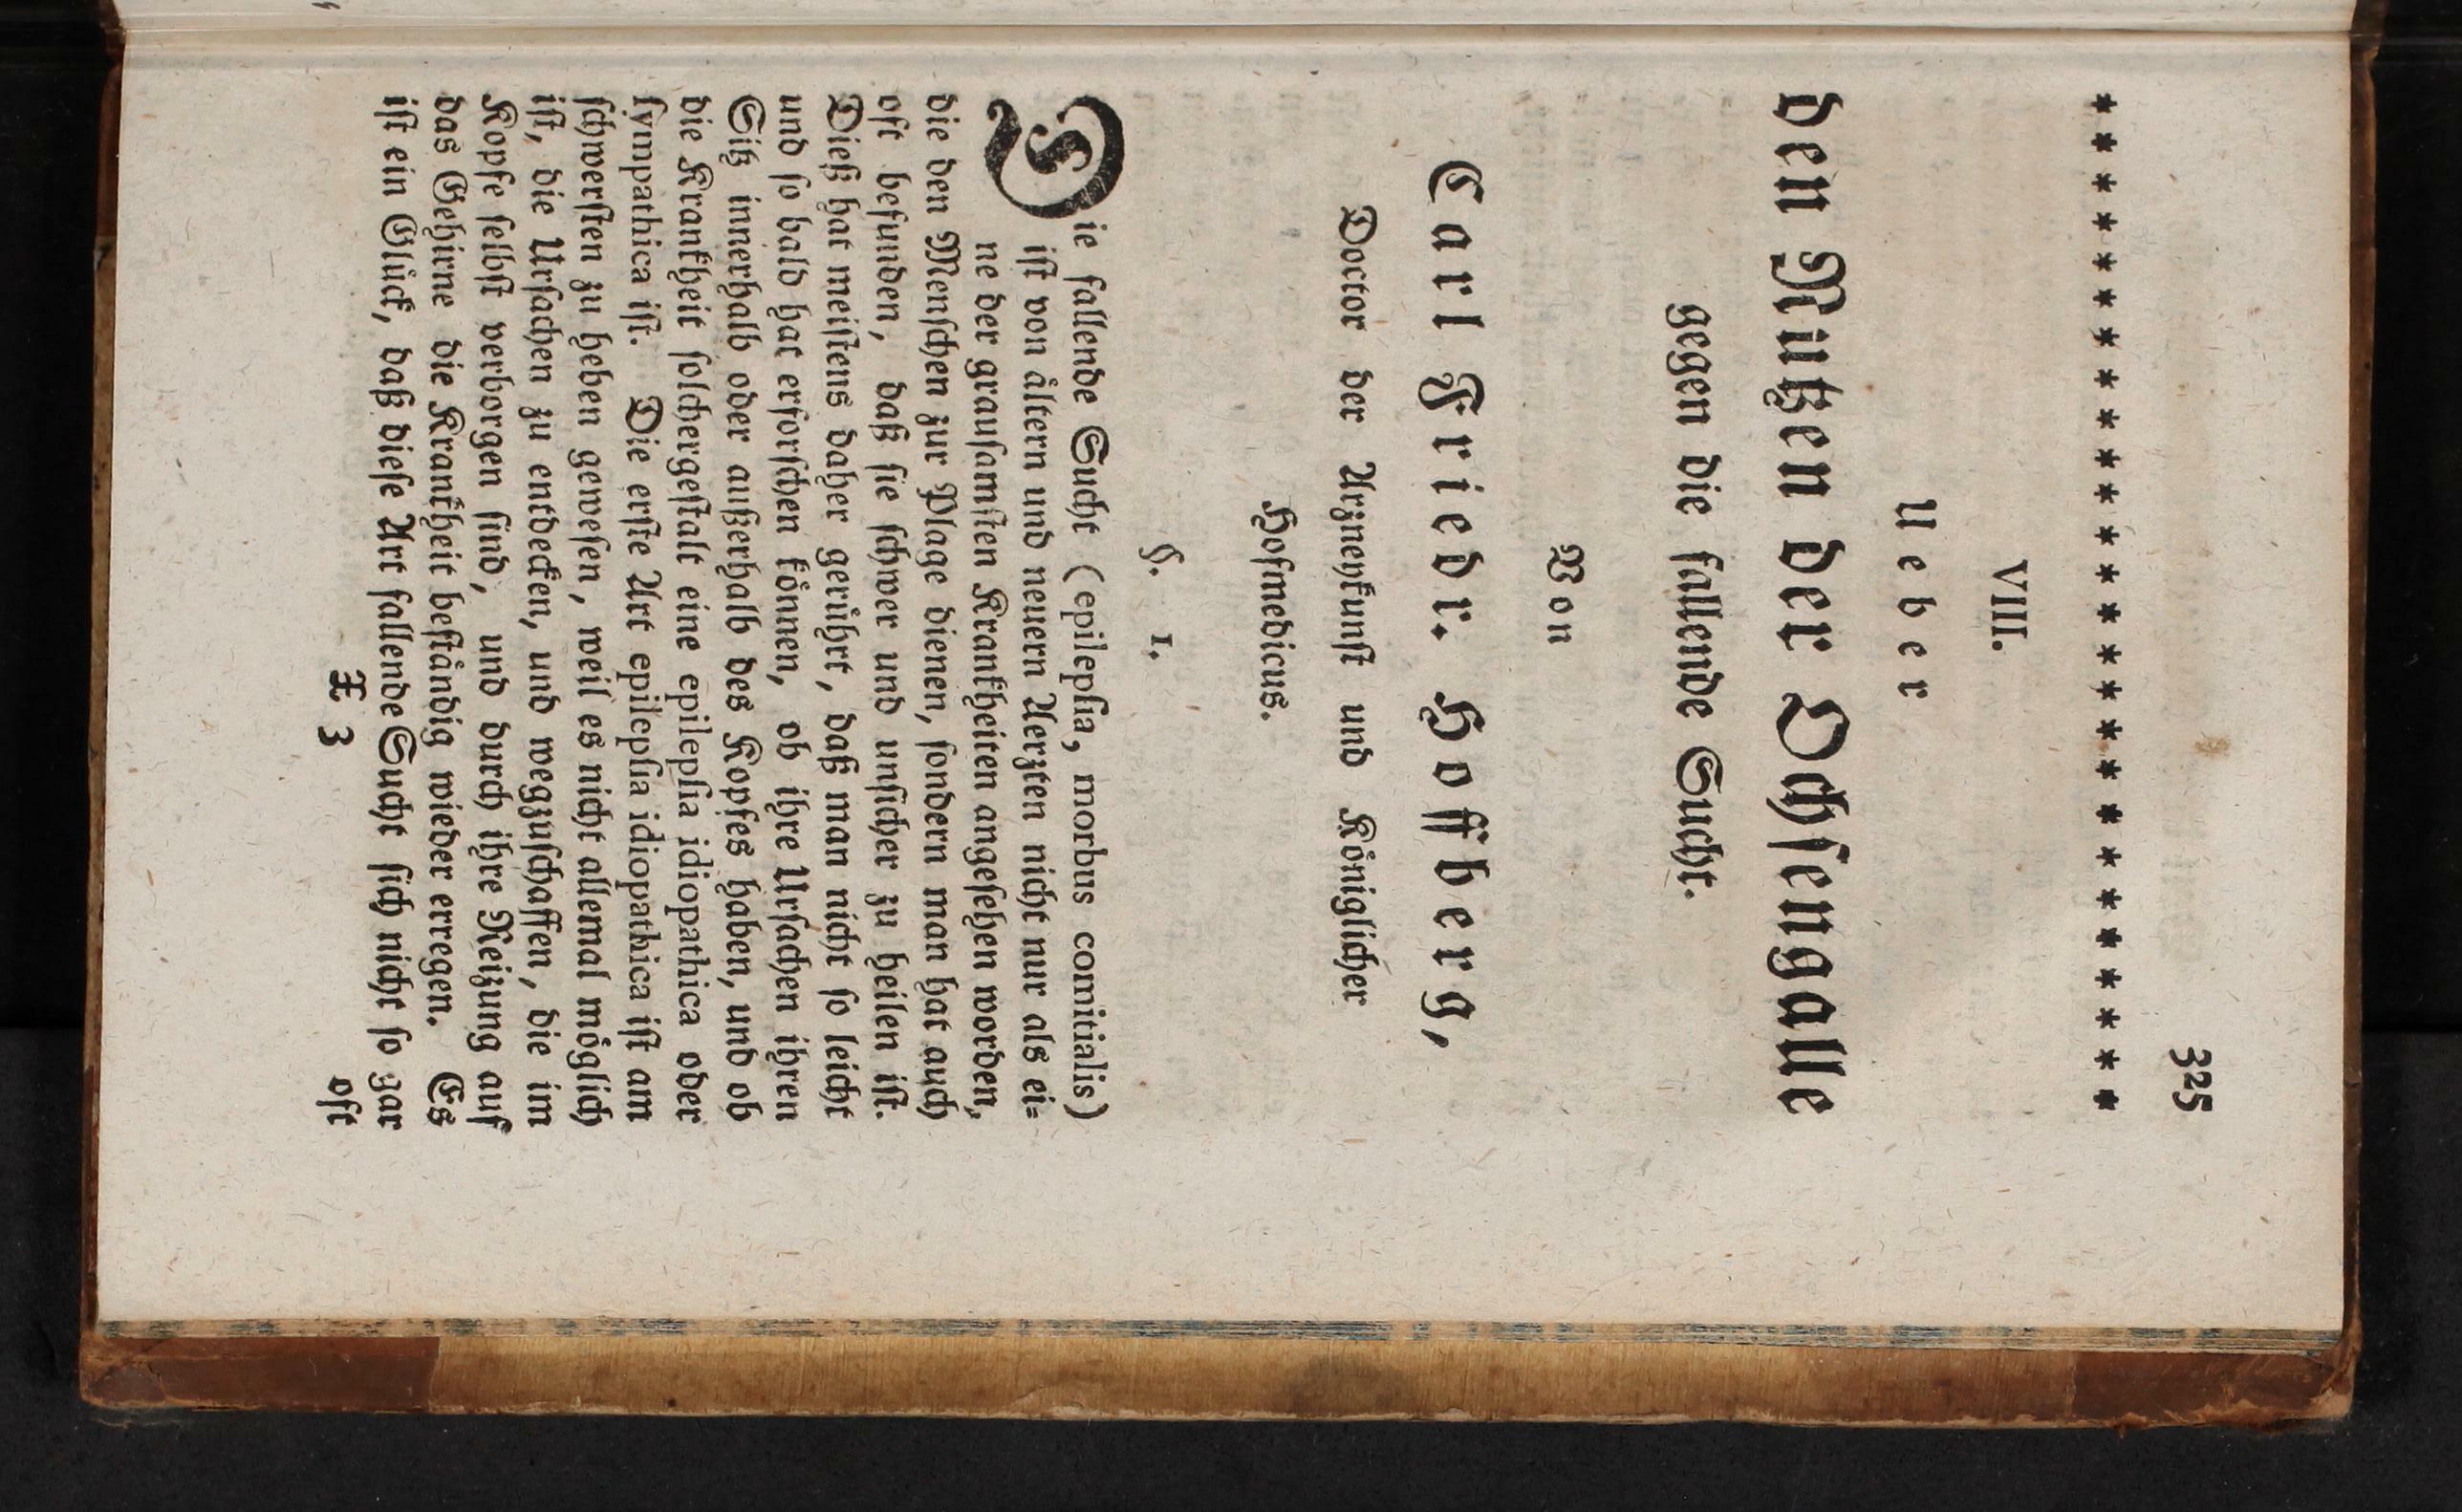 325
* * * * * * * * * * * * * * * * * * * * * * * * * *
VIII.
Ueber
den Nutzen der Ochsengalle
gegen die fallende Sucht.
Von
Carl Friedr. Hoffberg,
Doctor der Arzneykunst und Königlicher
Hofmedicus.
§. 1.
Die fallende Sucht (epilepsia, morbus comitialis)
ist von ältern und neuern Aerzten nicht nur als ei=
ne der grausamsten Krankheiten angesehen worden,
die den Menschen zur Plage dienen, sondern man hat auch
oft befunden, daß sie schwer und unsicher zu heilen ist.
Dieß hat meistens daher gerührt, daß man nicht so leicht
und so bald hat erforschen können, ob ihre Ursachen ihren
Sitz innerhalb oder außerhalb des Kopfes haben, und ob
die Krankheit solchergestalt eine epilepsia idiopathica oder
sympathica ist. Die erste Art epilepsia idiopathica ist am
schwersten zu heben gewesen, weil es nicht allemal möglich
ist, die Ursachen zu entdecken, und wegzuschaffen, die im
Kopfe selbst verborgen sind, und durch ihre Reizung auf
das Gehirne die Krankheit beständig wieder erregen. Es
ist ein Glück, daß diese Art fallende Sucht sich nicht so gar
X 3
oft